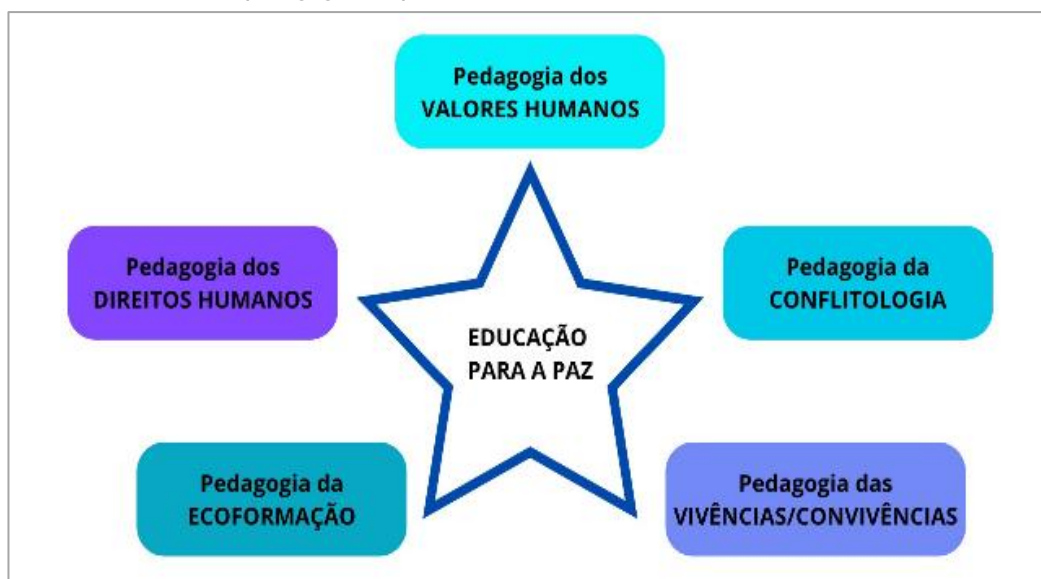 Pedagogia dos
VALORES HUMANOS
Pedagogia dos
DIREITOS HUMANOS
Pedagogia da
CONFLITOLOGIA
EDUCAÇÃO
PARA A PAZ
Pedagogia da
ECOFORMAÇÃO
Pedagogia das
VIVÊNCIAS/CONVIVÊNCIAS